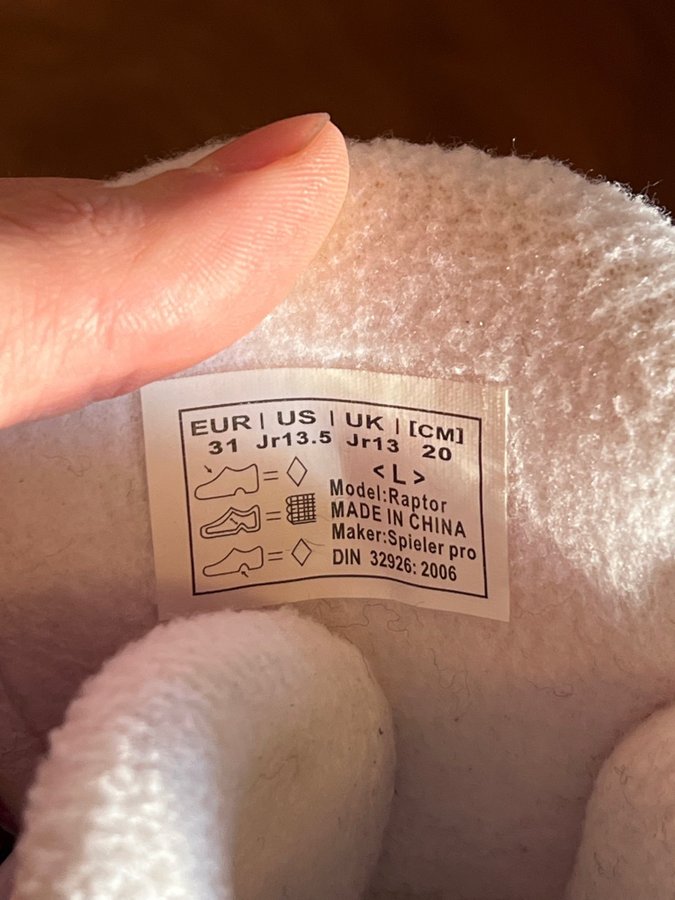 EUR | US | UK | [CM]
31 Jr13.5 Jr13 20
<L>
Model:Raptor
MADE IN CHINA
Maker:Spieler pro
DIN 32926: 2006